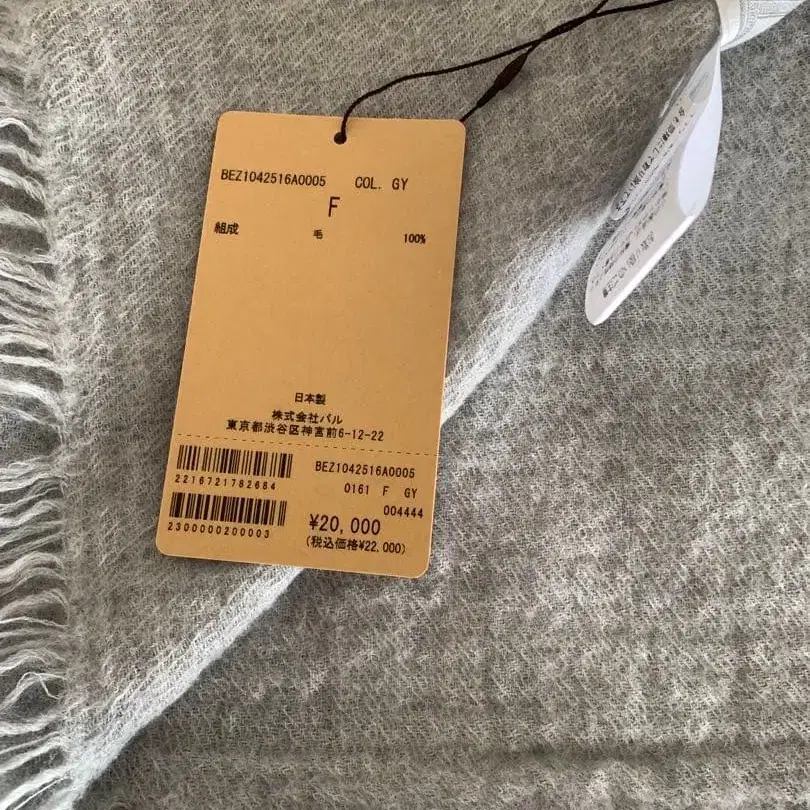 BEZ1042516A0005 COL. GY
F
組成 毛 100%
日本製
株式会社パル
東京都渋谷区神宮前6-12-22
BEZ1042516A0005
2216721782684
0161 F GY
004444
2300000200003
¥20,000
(税込価格¥22,000)